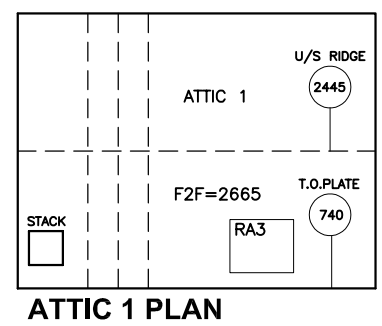 U/S RIDGE
2445
ATTIC 1
F2F=2665
T.O.PLATE
740
STACK
RA3
ATTIC 1 PLAN